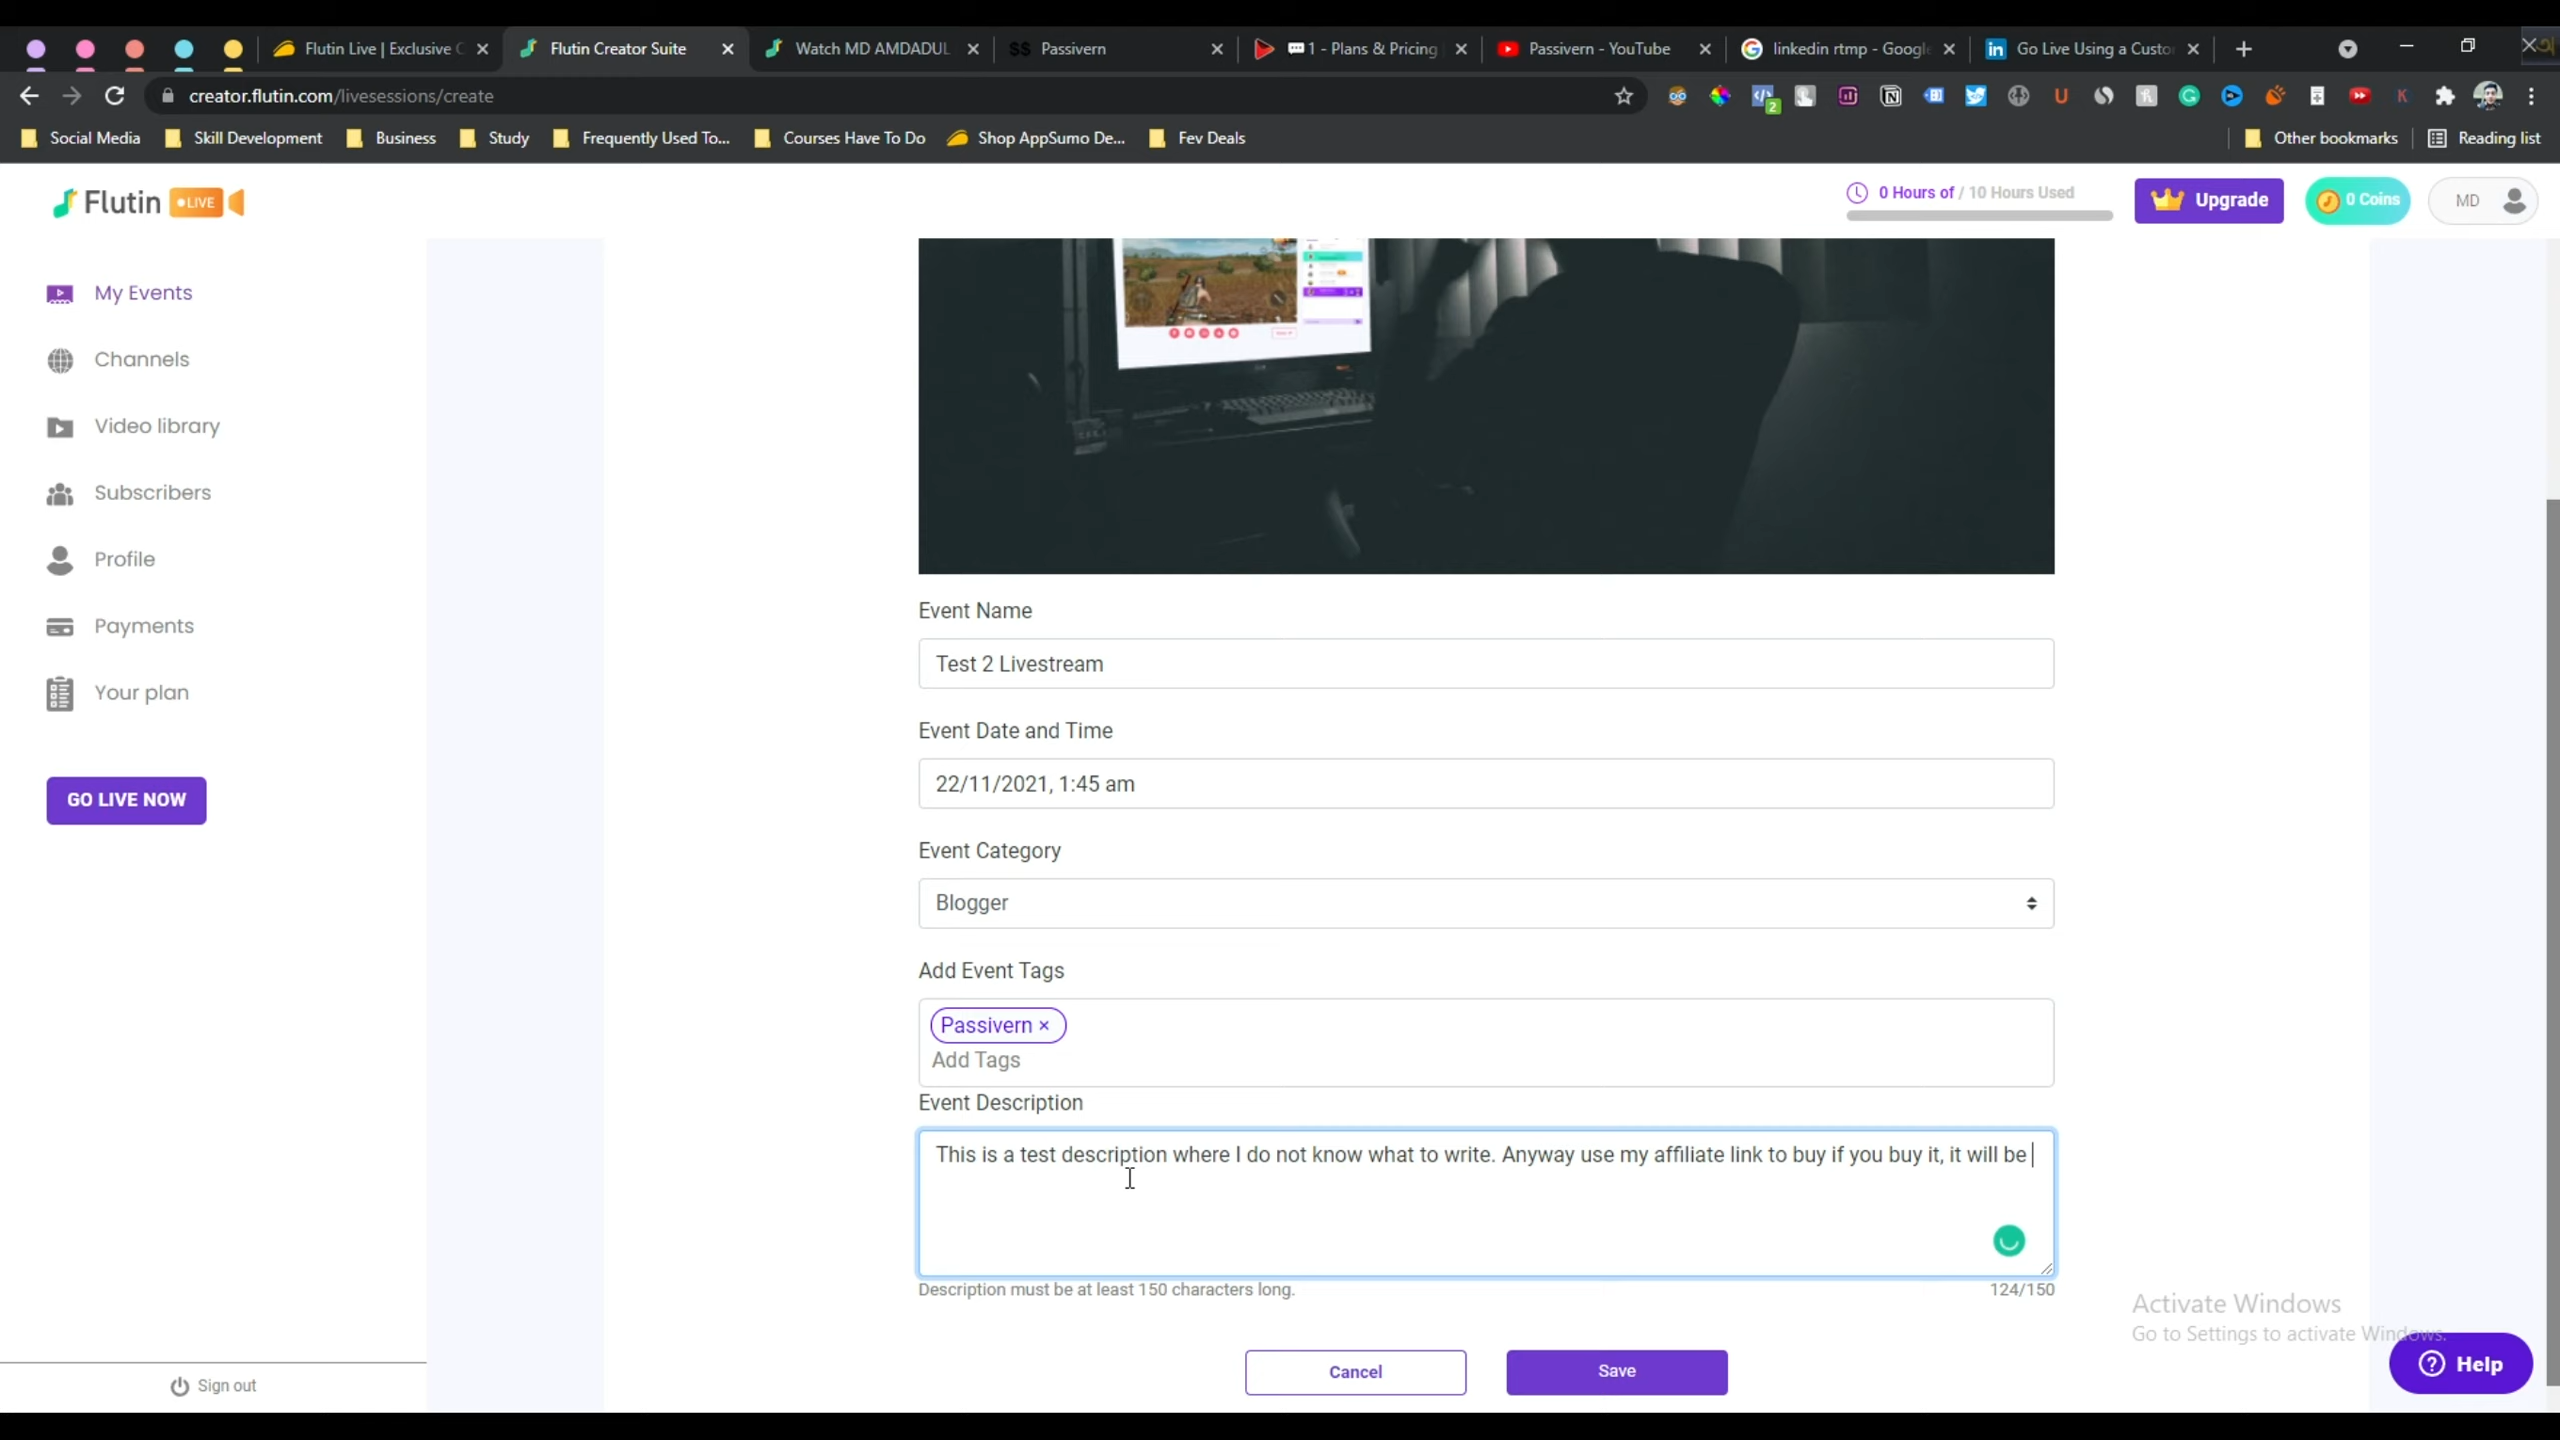 Flutin Live | Exclusive
Flutin Creator Suite
Watch MD AMDADUL
$$ Passivern
1 - Plans & Pricing
Passivern - YouTube
linkedin rtmp - Google
Go Live Using a Custo
creator.flutin.com/livesessions/create
2
Social Media
Skill Development
Business
Study
Frequently Used To...
Courses Have To Do
Shop AppSumo De...
Fev Deals
Other bookmarks
Reading list
Flutin LIVE
0 Hours of / 10 Hours Used
Upgrade
0 Coins
MD
My Events
Channels
Video library
Subscribers
Profile
Payments
Your plan
GO LIVE NOW
Sign out
Event Name
Test 2 Livestream
Event Date and Time
22/11/2021, 1:45 am
Event Category
Blogger
Add Event Tags
Passivern ×
Add Tags
Event Description
This is a test description where I do not know what to write. Anyway use my affiliate link to buy if you buy it, it will be
Description must be at least 150 characters long.
124/150
Cancel
Save
Activate Windows
Go to Settings to activate Windows.
Help